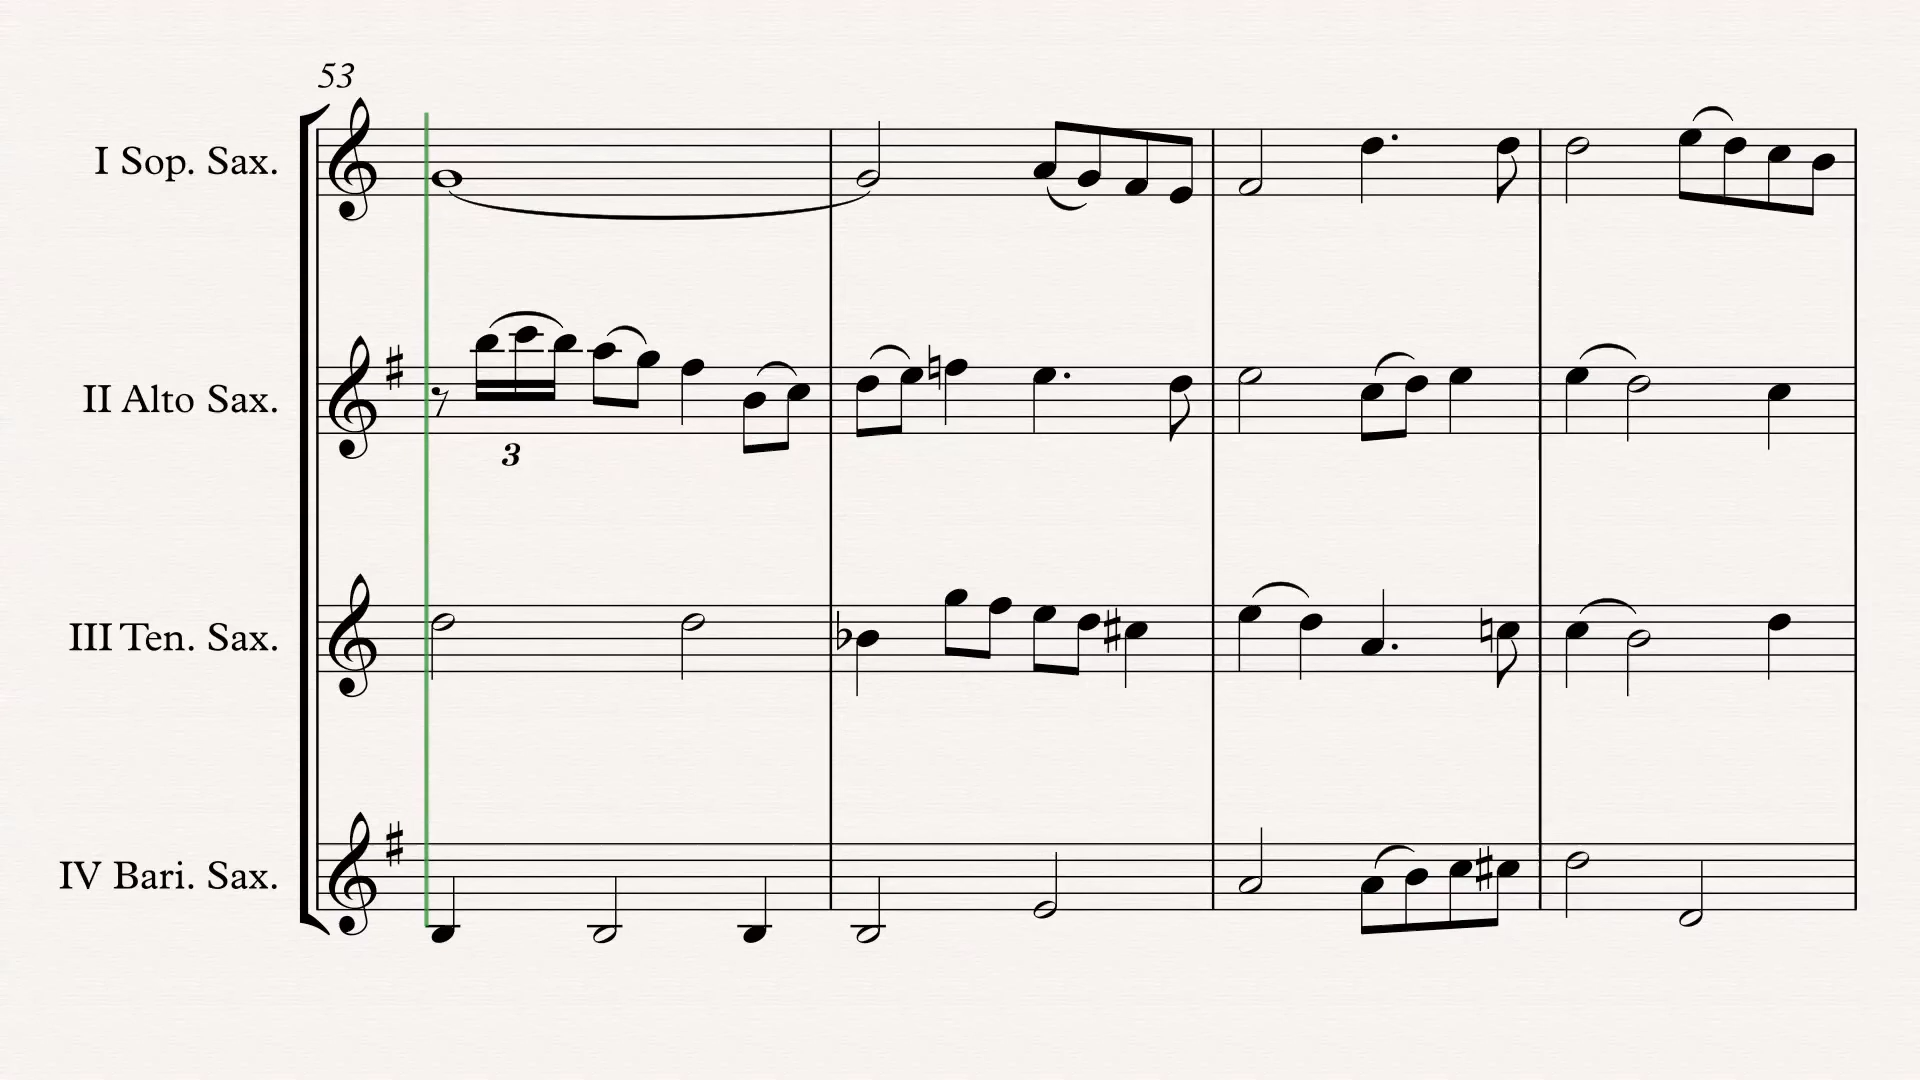 53
I Sop. Sax.
II Alto Sax.
3
III Ten. Sax.
IV Bari. Sax.